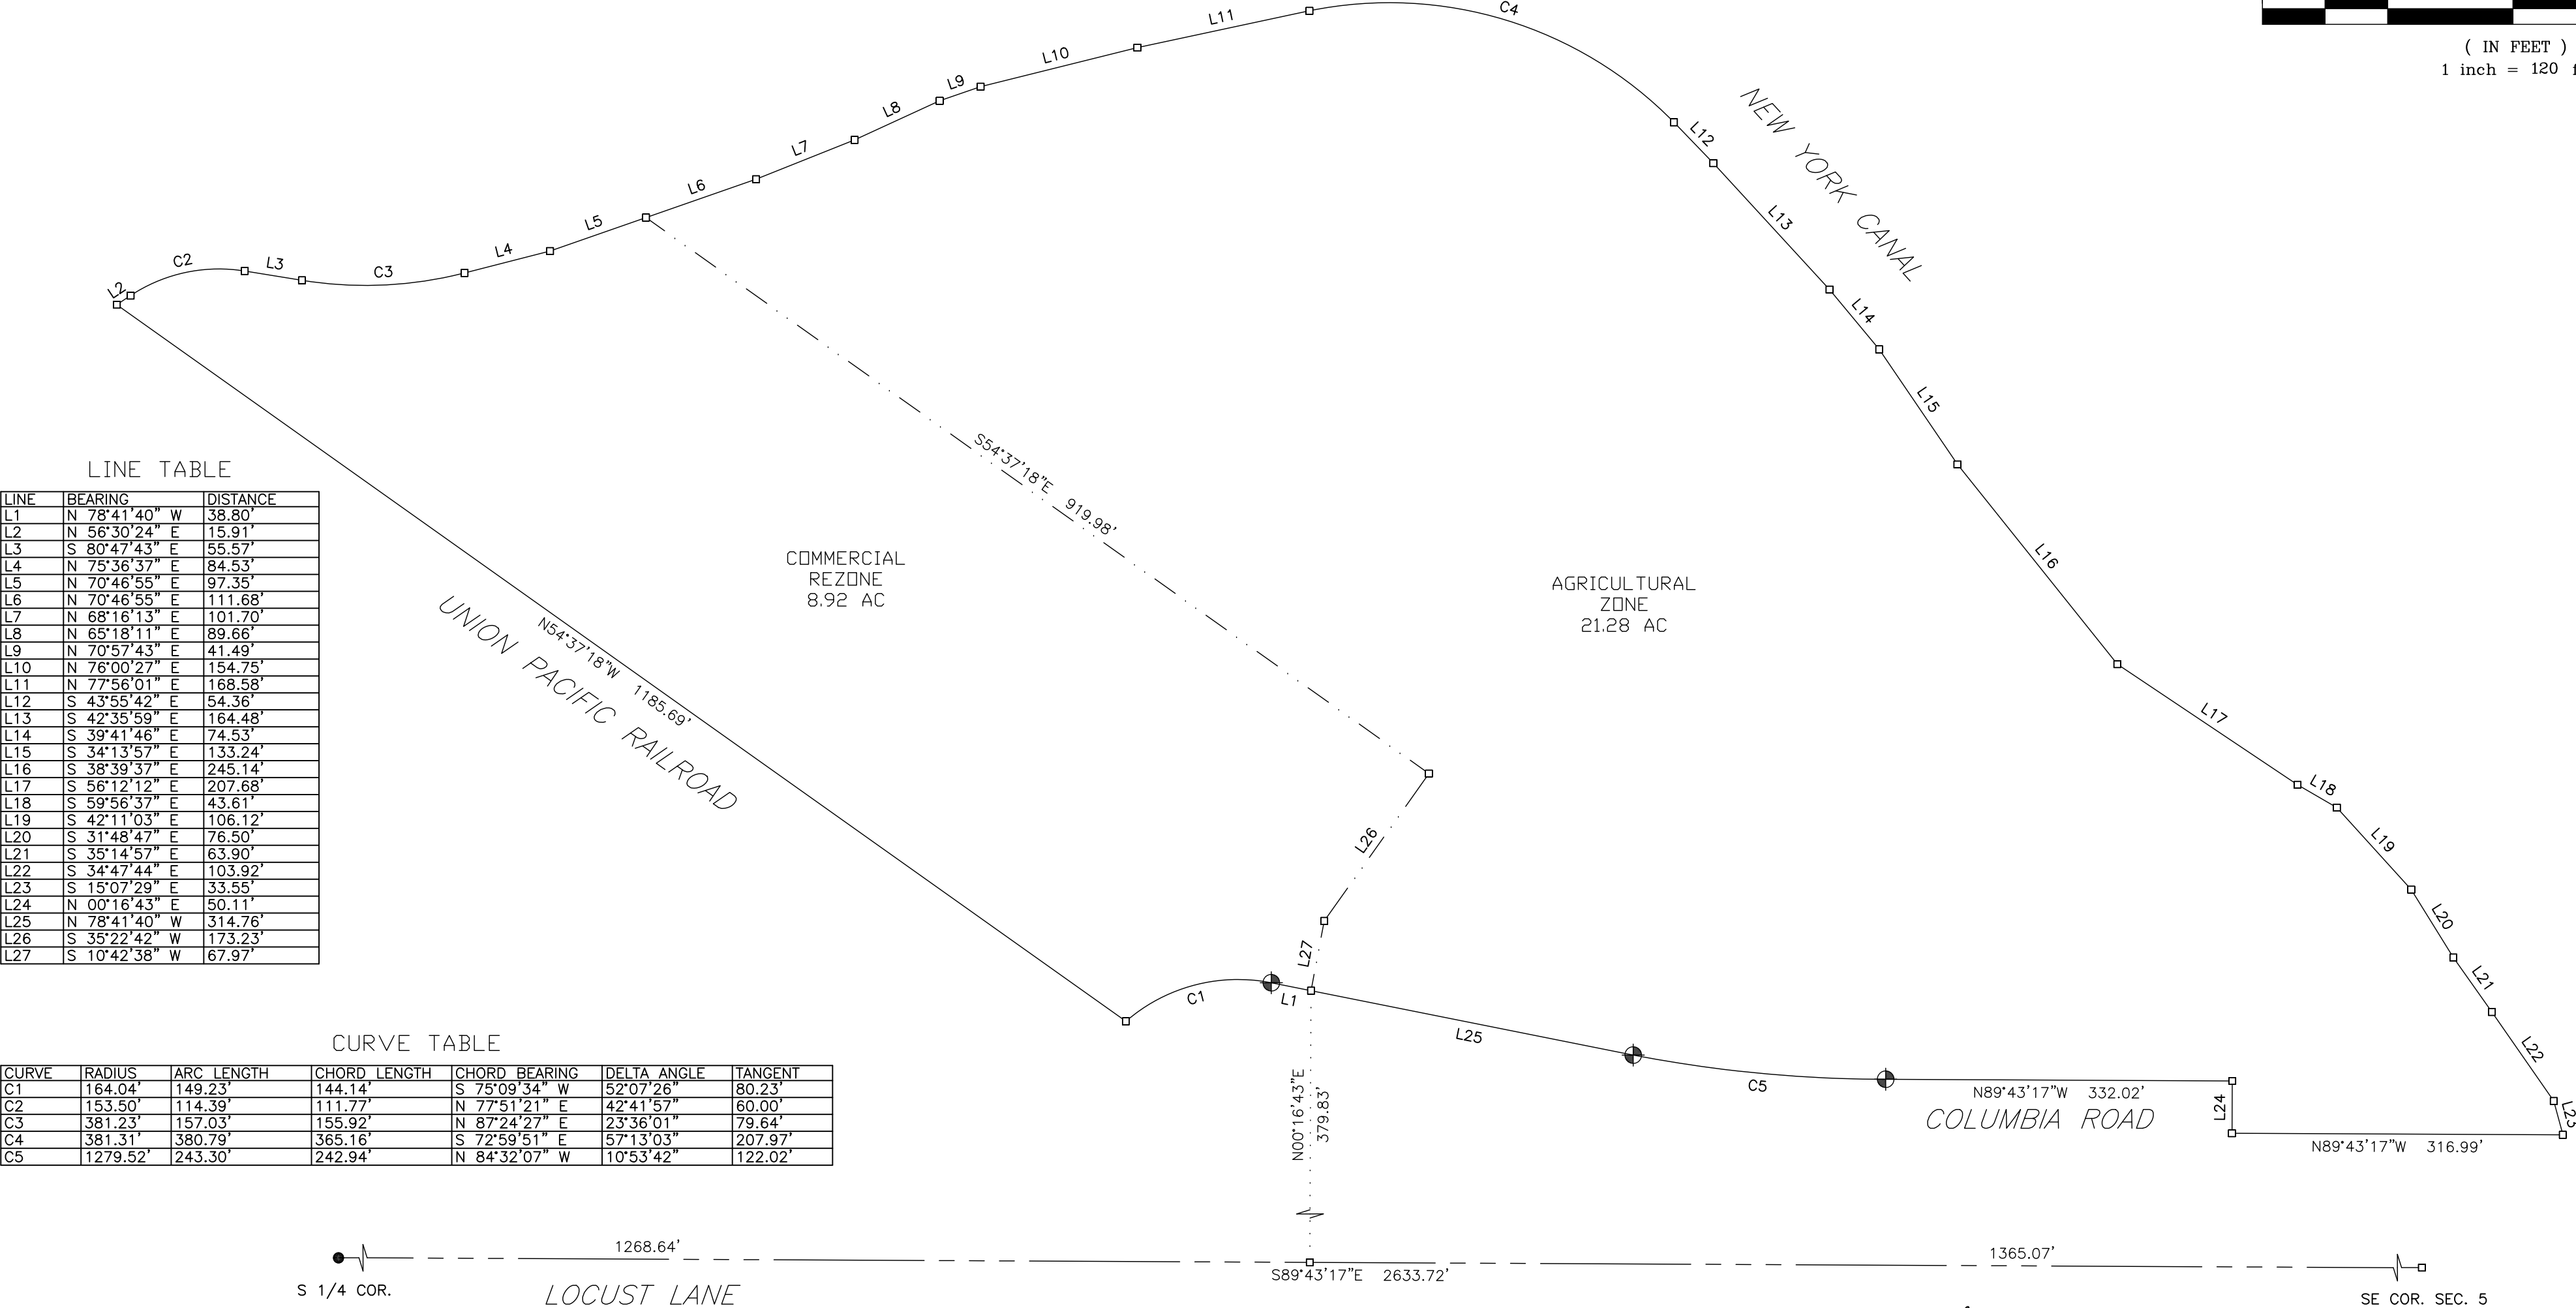 L11
C4
L10
L9
L8
L7
L6
L5
L4
C3
L3
C2
L2
L12
L13
L14
L15
L16
L17
L18
L19
L20
L21
L22
L23
( IN FEET )
1 inch = 120
NEW YORK CANAL
S54°37'18"E 919.98'
COMMERCIAL
REZONE
8.92 AC
AGRICULTURAL
ZONE
21.28 AC
N54°37'18"W 1185.69'
UNION PACIFIC RAILROAD
L26
L27
L1
C1
L25
C5
L24
N89°43'17"W 332.02'
COLUMBIA ROAD
N89°43'17"W 316.99'
N00°16'43"E
379.83'
LINE TABLE
LINE BEARING DISTANCE
L1 N 78°41'40" W 38.80'
L2 N 56°30'24" E 15.91'
L3 S 80°47'43" E 55.57'
L4 N 75°36'37" E 84.53'
L5 N 70°46'55" E 97.35'
L6 N 70°46'55" E 111.68'
L7 N 68°16'13" E 101.70'
L8 N 65°18'11" E 89.66'
L9 N 70°57'43" E 41.49'
L10 N 76°00'27" E 154.75'
L11 N 77°56'01" E 168.58'
L12 S 43°55'42" E 54.36'
L13 S 42°35'59" E 164.48'
L14 S 39°41'46" E 74.53'
L15 S 34°13'57" E 133.24'
L16 S 38°39'37" E 245.14'
L17 S 56°12'12" E 207.68'
L18 S 59°56'37" E 43.61'
L19 S 42°11'03" E 106.12'
L20 S 31°48'47" E 76.50'
L21 S 35°14'57" E 63.90'
L22 S 34°47'44" E 103.92'
L23 S 15°07'29" E 33.55'
L24 N 00°16'43" E 50.11'
L25 N 78°41'40" W 314.76'
L26 S 35°22'42" W 173.23'
L27 S 10°42'38" W 67.97'
CURVE TABLE
CURVE RADIUS ARC LENGTH CHORD LENGTH CHORD BEARING DELTA ANGLE TANGENT
C1 164.04' 149.23' 144.14' S 75°09'34" W 52°07'26" 80.23'
C2 153.50' 114.39' 111.77' N 77°51'21" E 42°41'57" 60.00'
C3 381.23' 157.03' 155.92' N 87°24'27" E 23°36'01" 79.64'
C4 381.31' 380.79' 365.16' S 72°59'51" E 57°13'03" 207.97'
C5 1279.52' 243.30' 242.94' N 84°32'07" W 10°53'42" 122.02'
1268.64'
1365.07'
S89°43'17"E 2633.72'
S 1/4 COR.
LOCUST LANE
SE COR. SEC. 5